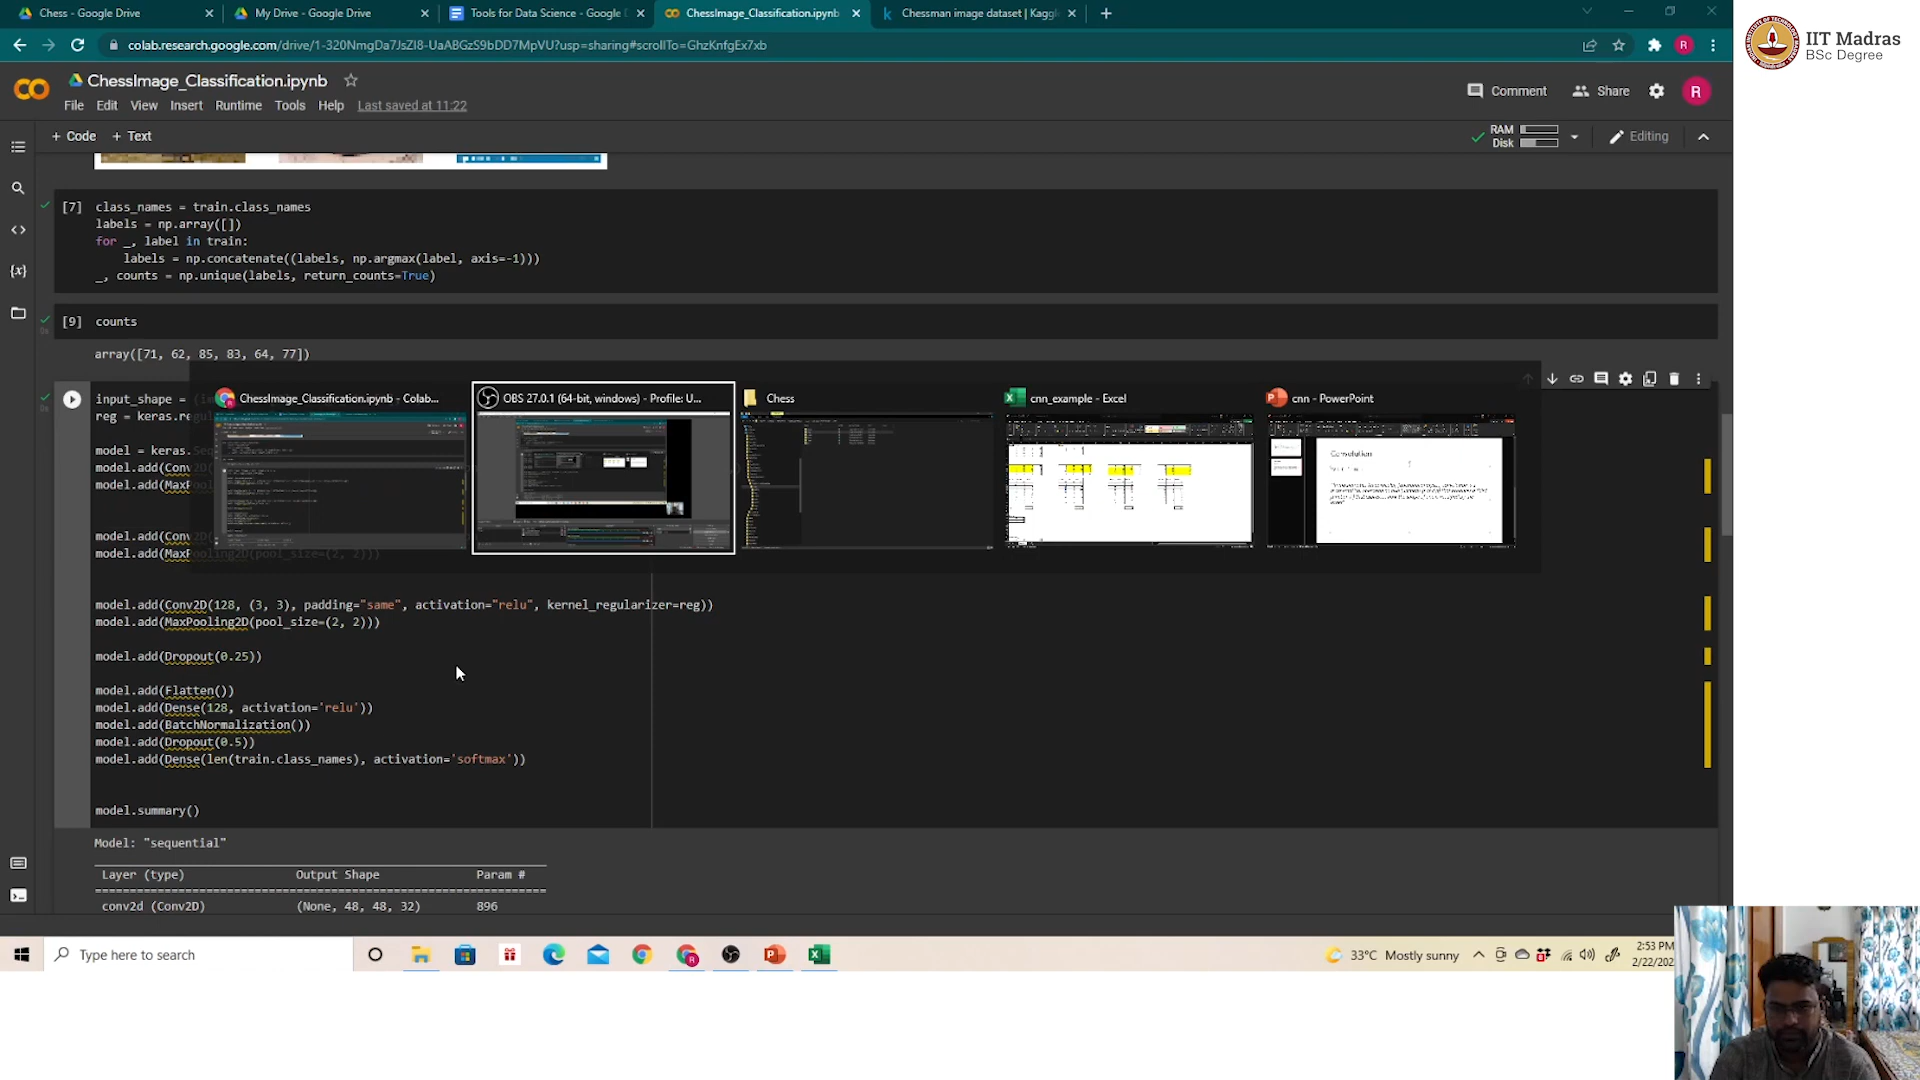 Chess - Google Drive
My Drive - Google Drive
Tools for Data Science - Google D
ChessImage_Classification.ipynb
Chessman image dataset | Kaggle
colab.research.google.com/drive/1-320NmgDa7JsZl8-UaABGzS9bDD7MpVU?usp=sharing#scrollTo=GhzKnfgEx7xb
R
IIT Madras
BSc Degree
ChessImage_Classification.ipynb
File Edit View Insert Runtime Tools Help Last saved at 11:22
Comment Share R
+ Code + Text
RAM
Disk
Editing
[7] class_names = train.class_names
labels = np.array([])
for _, label in train:
labels = np.concatenate((labels, np.argmax(label, axis=-1)))
_, counts = np.unique(labels, return_counts=True)
[9] counts
array([71, 62, 85, 83, 64, 77])
input_shape =
reg = keras.reg
model = keras.Seq
model.add(Conv2D(
model.add(MaxP
model.add(Conv2D(
model.add(MaxPooling2D(pool_size=(2, 2)))
ChessImage_Classification.ipynb - Colab...
OBS 27.0.1 (64-bit, windows) - Profile: U...
Chess
cnn_example - Excel
cnn - PowerPoint
Convolution
model.add(Conv2D(128, (3, 3), padding="same", activation="relu", kernel_regularizer=reg))
model.add(MaxPooling2D(pool_size=(2, 2)))
model.add(Dropout(0.25))
model.add(Flatten())
model.add(Dense(128, activation='relu'))
model.add(BatchNormalization())
model.add(Dropout(0.5))
model.add(Dense(len(train.class_names), activation='softmax'))
model.summary()
Model: "sequential"
Layer (type) Output Shape Param #
conv2d (Conv2D) (None, 48, 48, 32) 896
Type here to search
33°C Mostly sunny
2:53 PM
2/22/202